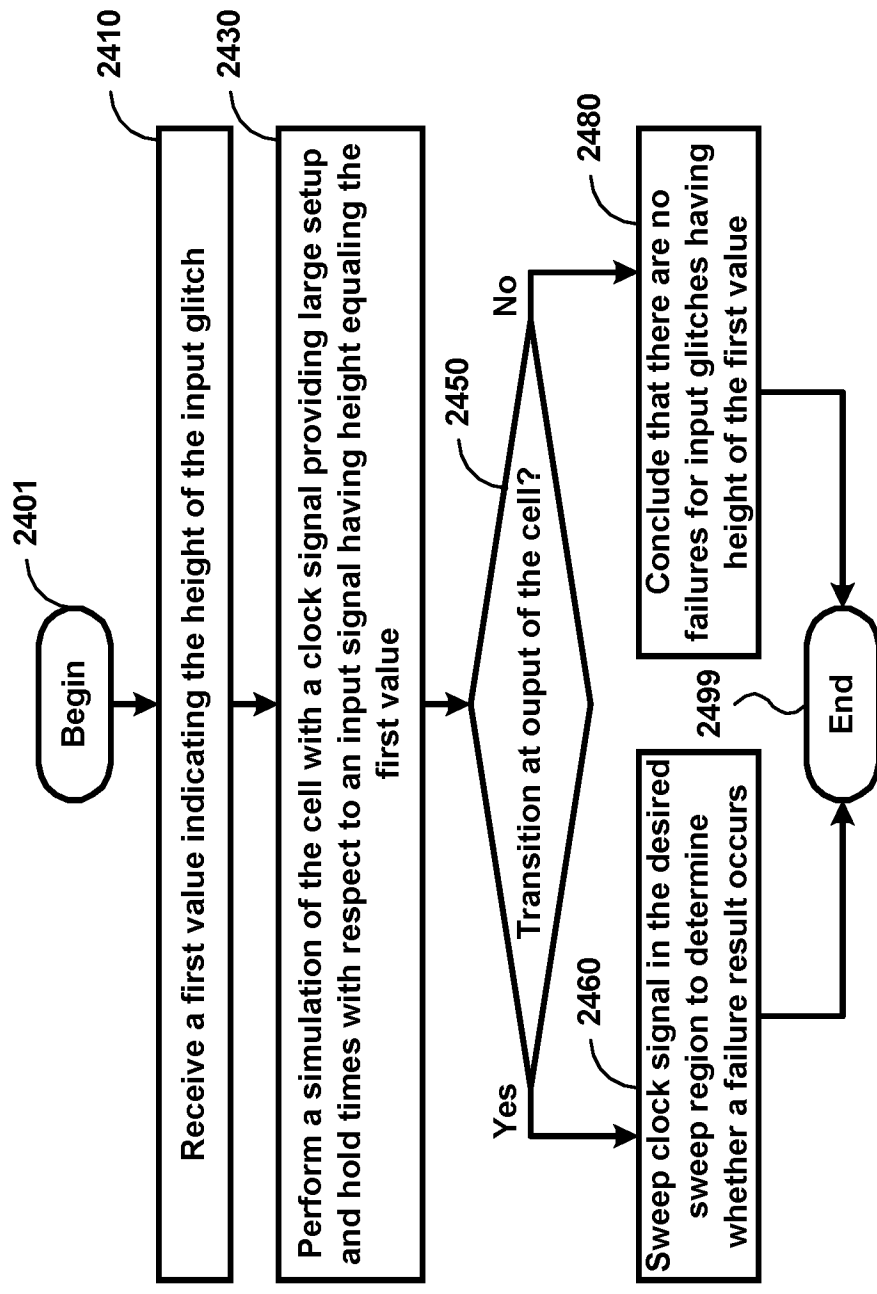 2401
Begin
2410
Receive a first value indicating the height of the input glitch
2430
Perform a simulation of the cell with a clock signal providing large setup
and hold times with respect to an input signal having height equaling the
first value
2450
Transition at ouput of the cell?
Yes
No
2460
Sweep clock signal in the desired
sweep region to determine
whether a failure result occurs
2480
Conclude that there are no
failures for input glitches having
height of the first value
2499
End